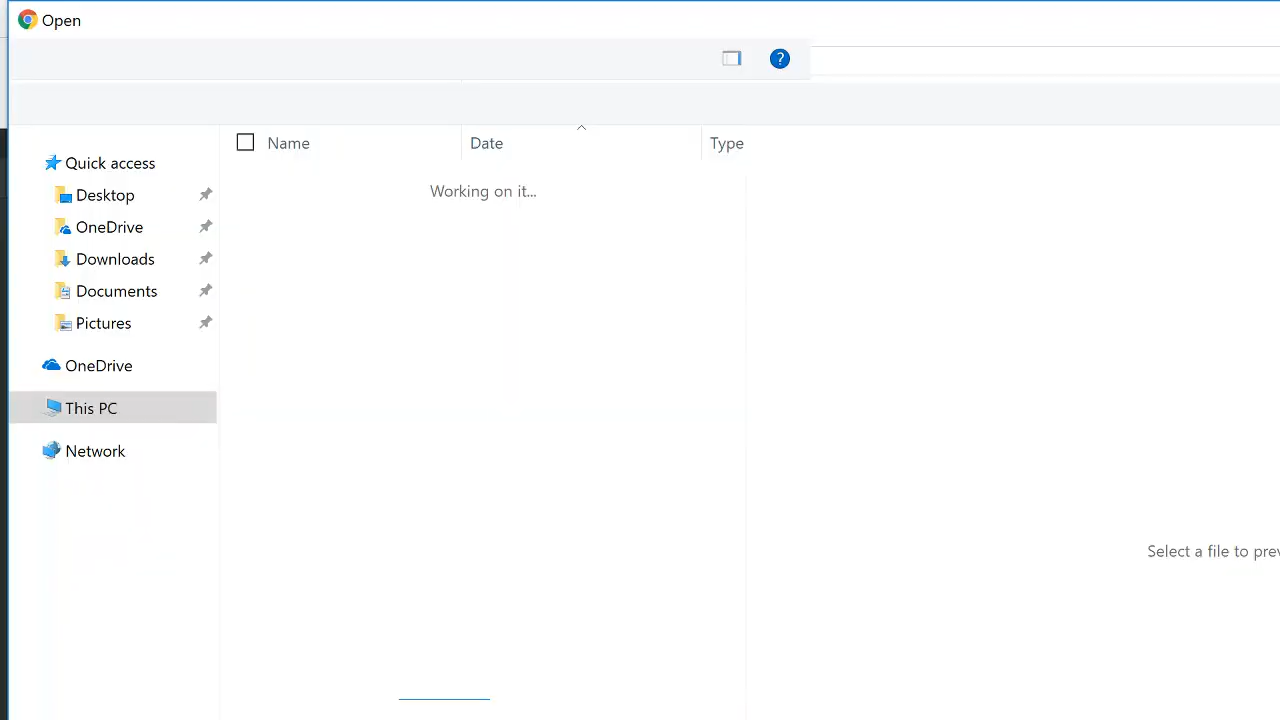 Open
?
Name
Date
Type
Quick access
Working on it...
Desktop
OneDrive
Downloads
Documents
Pictures
OneDrive
This PC
Network
Select a file to